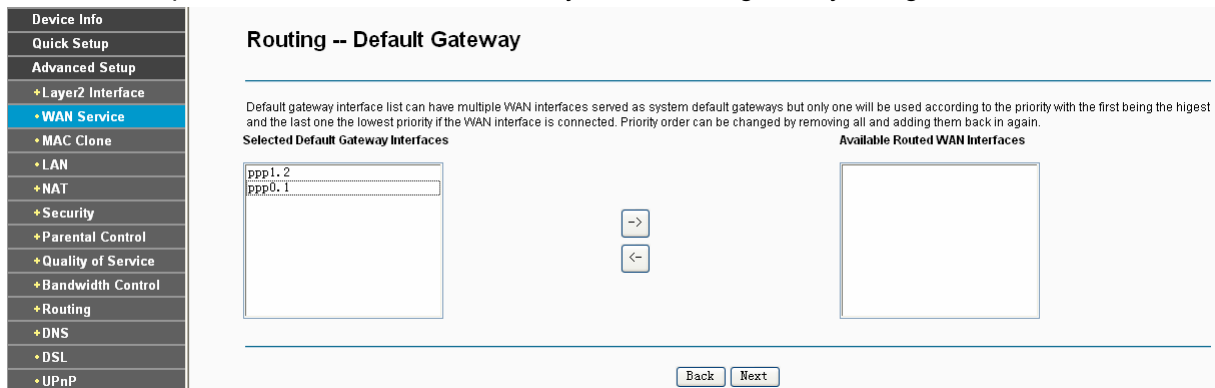 Device Info
Quick Setup
Advanced Setup
+Layer2 Interface
•WAN Service
•MAC Clone
•LAN
+NAT
+Security
+Parental Control
+Quality of Service
+Bandwidth Control
+Routing
+DNS
•DSL
•UPnP
Routing -- Default Gateway
Default gateway interface list can have multiple WAN interfaces served as system default gateways but only one will be used according to the priority with the first being the higest
and the last one the lowest priority if the WAN interface is connected. Priority order can be changed by removing all and adding them back in again.
Selected Default Gateway Interfaces
Available Routed WAN Interfaces
ppp1.2
ppp0.1
->
<-
Back Next